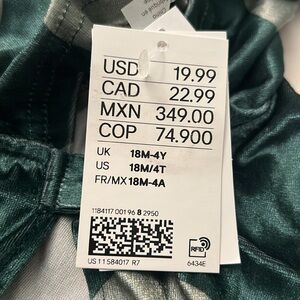 USD 19.99
CAD 22.99
MXN 349.00
COP 74.900
UK 18M-4Y
US 18M/4T
FR/MX 18M-4A
1184117 001 96 8 2950
RFID
US 11 584017 R7
6434E